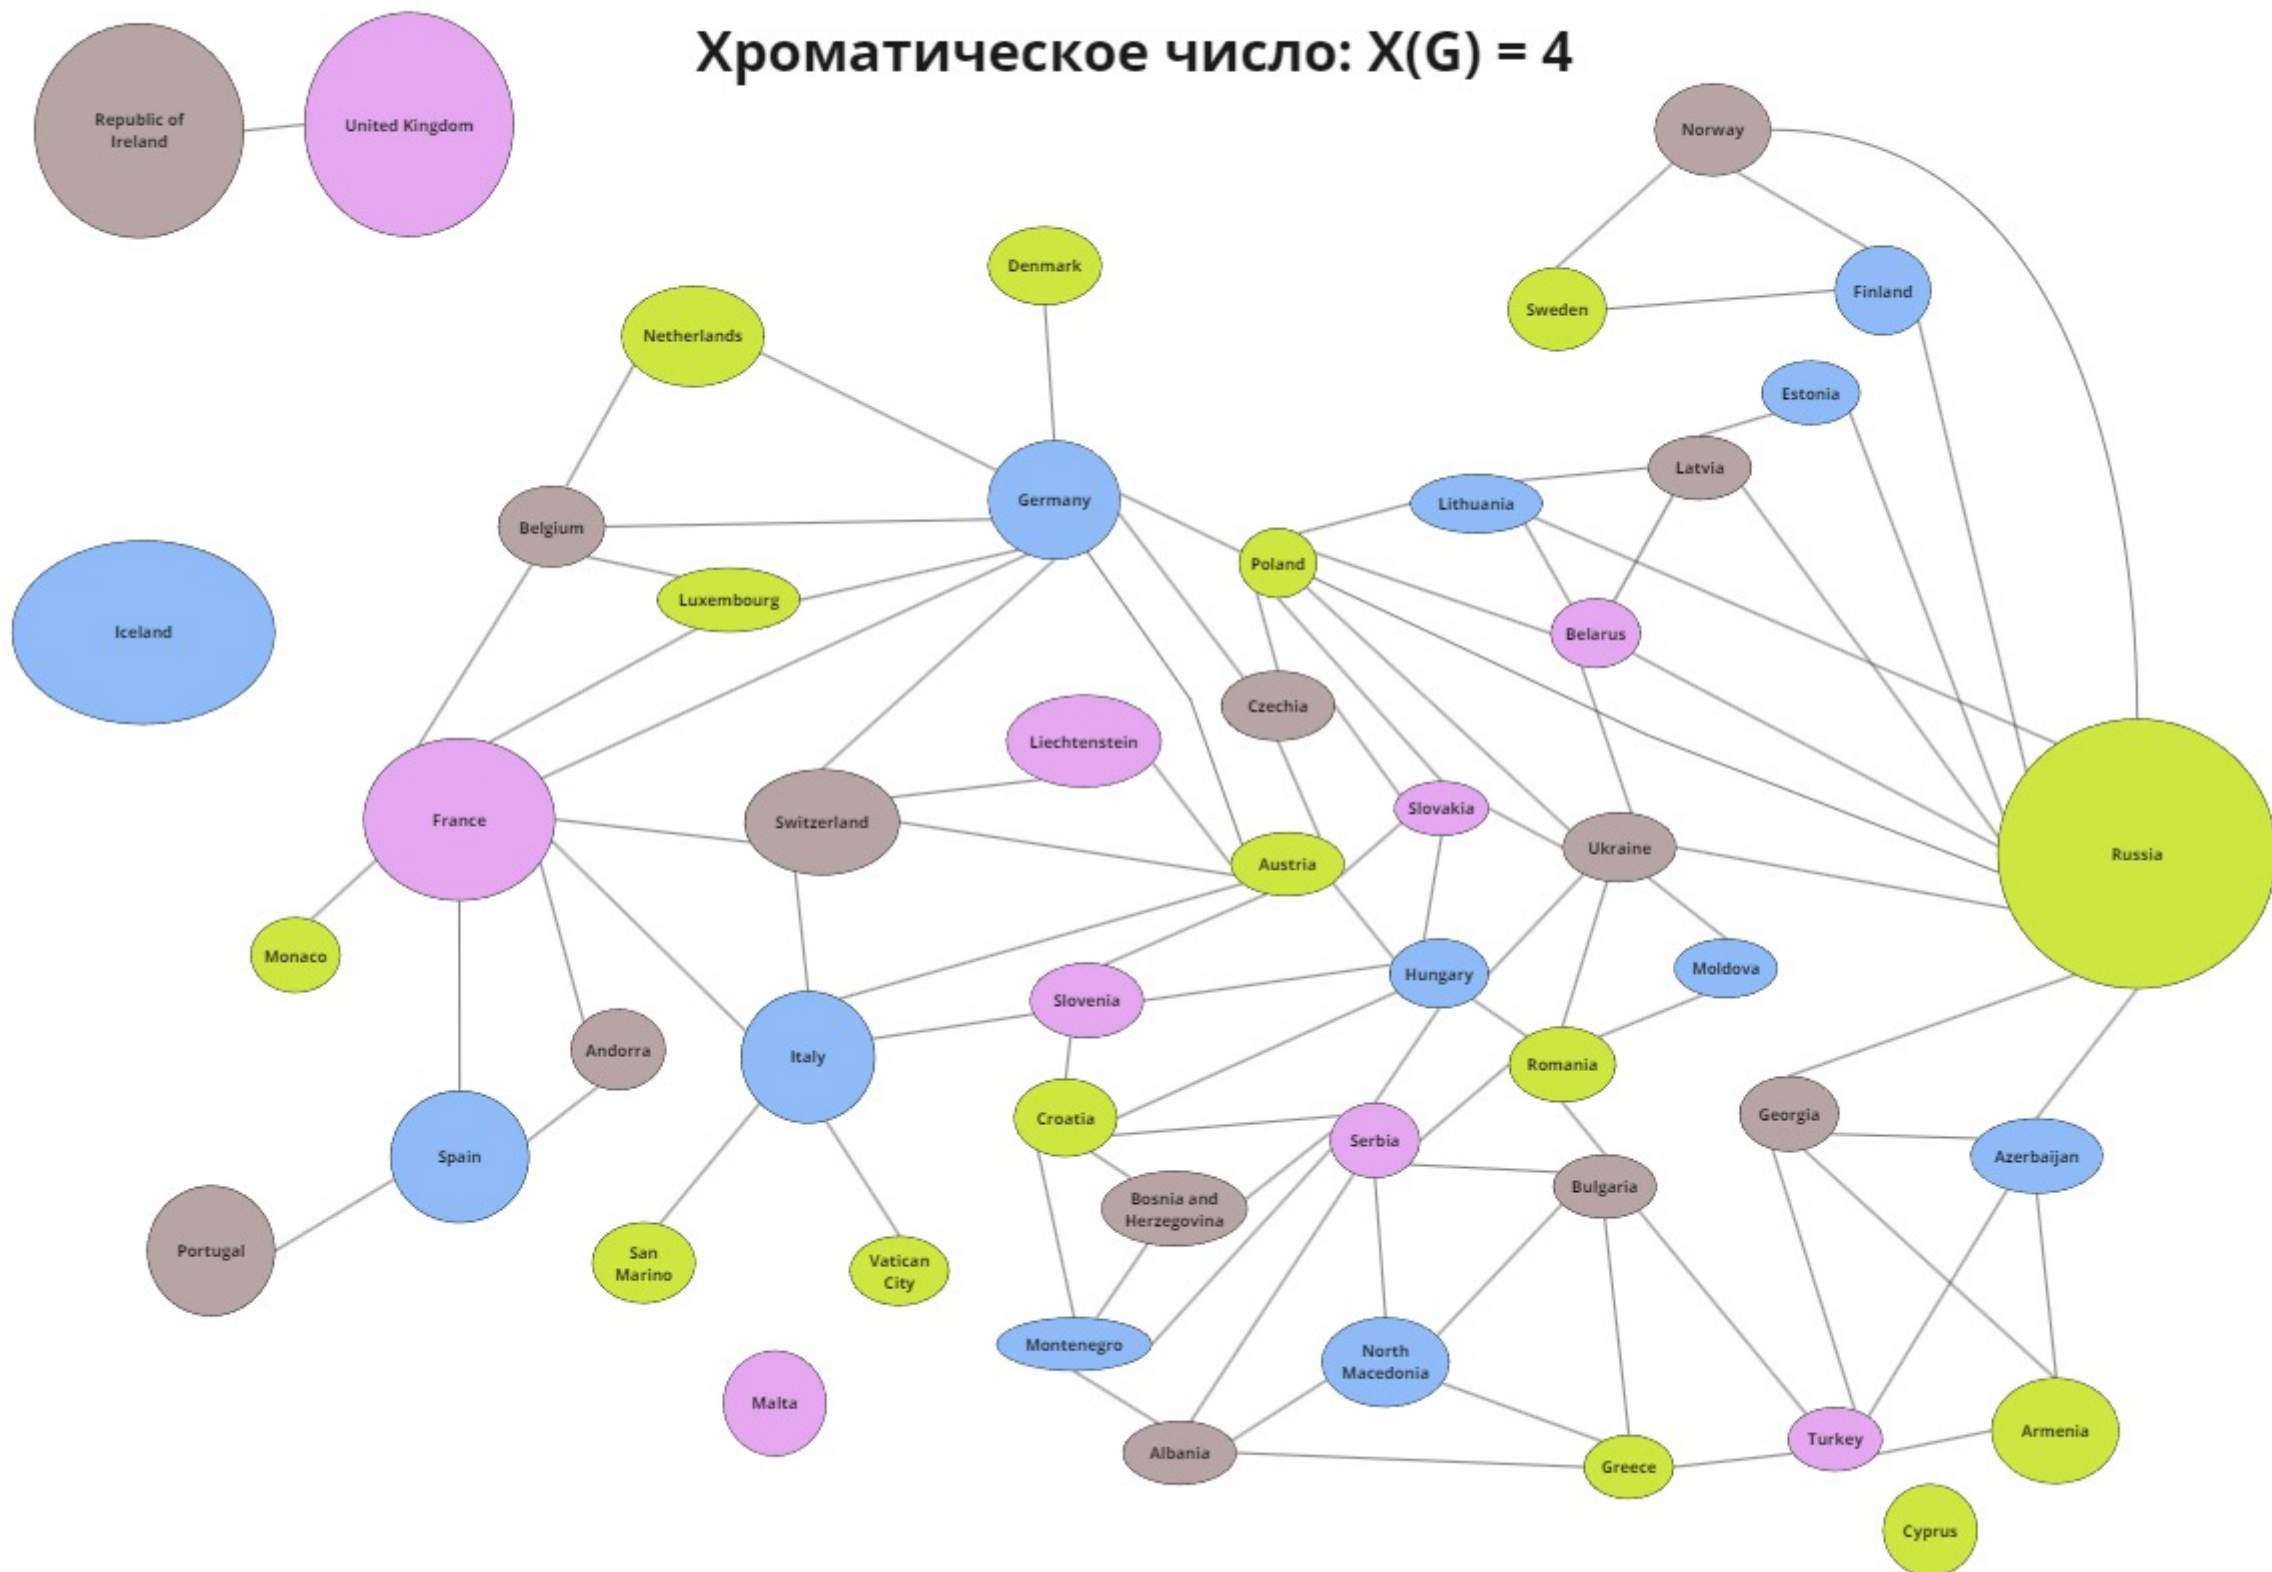 Хроматическое число: X(G) = 4
Republic of
Ireland
United Kingdom
Norway
Denmark
Finland
Sweden
Netherlands
Estonia
Latvia
Germany
Lithuania
Belgium
Poland
Luxembourg
Iceland
Belarus
Czechia
Liechtenstein
France
Switzerland
Slovakia
Ukraine
Russia
Austria
Monaco
Hungary
Moldova
Slovenia
Andorra
Italy
Romania
Croatia
Georgia
Serbia
Spain
Azerbaijan
Bulgaria
Bosnia and
Herzegovina
Portugal
San
Marino
Vatican
City
Montenegro
North
Macedonia
Malta
Albania
Greece
Turkey
Armenia
Cyprus